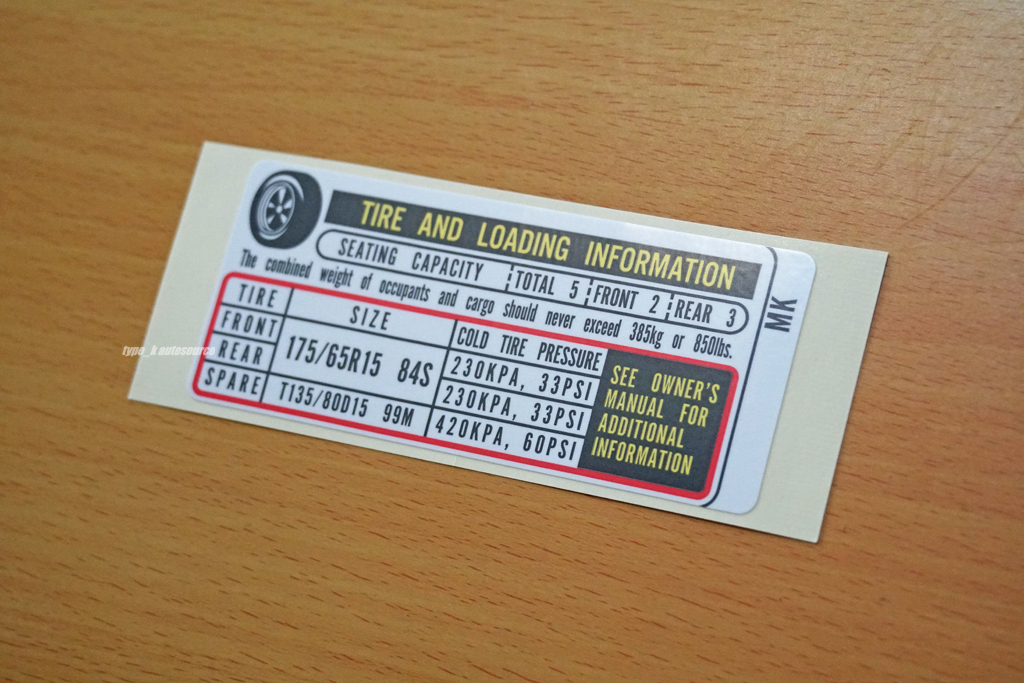 TIRE AND LOADING INFORMATION
SEATING CAPACITY TOTAL 5 FRONT 2 REAR 3
The combined weight of occupants and cargo should never exceed 385kg or 850lbs.
TIRE SIZE COLD TIRE PRESSURE
FRONT 175/65R15 84S 230KPA, 33PSI
REAR 230KPA, 33PSI
SPARE T135/80D15 99M 420KPA, 60PSI
SEE OWNER'S
MANUAL FOR
ADDITIONAL
INFORMATION
MK
typo_k autosource